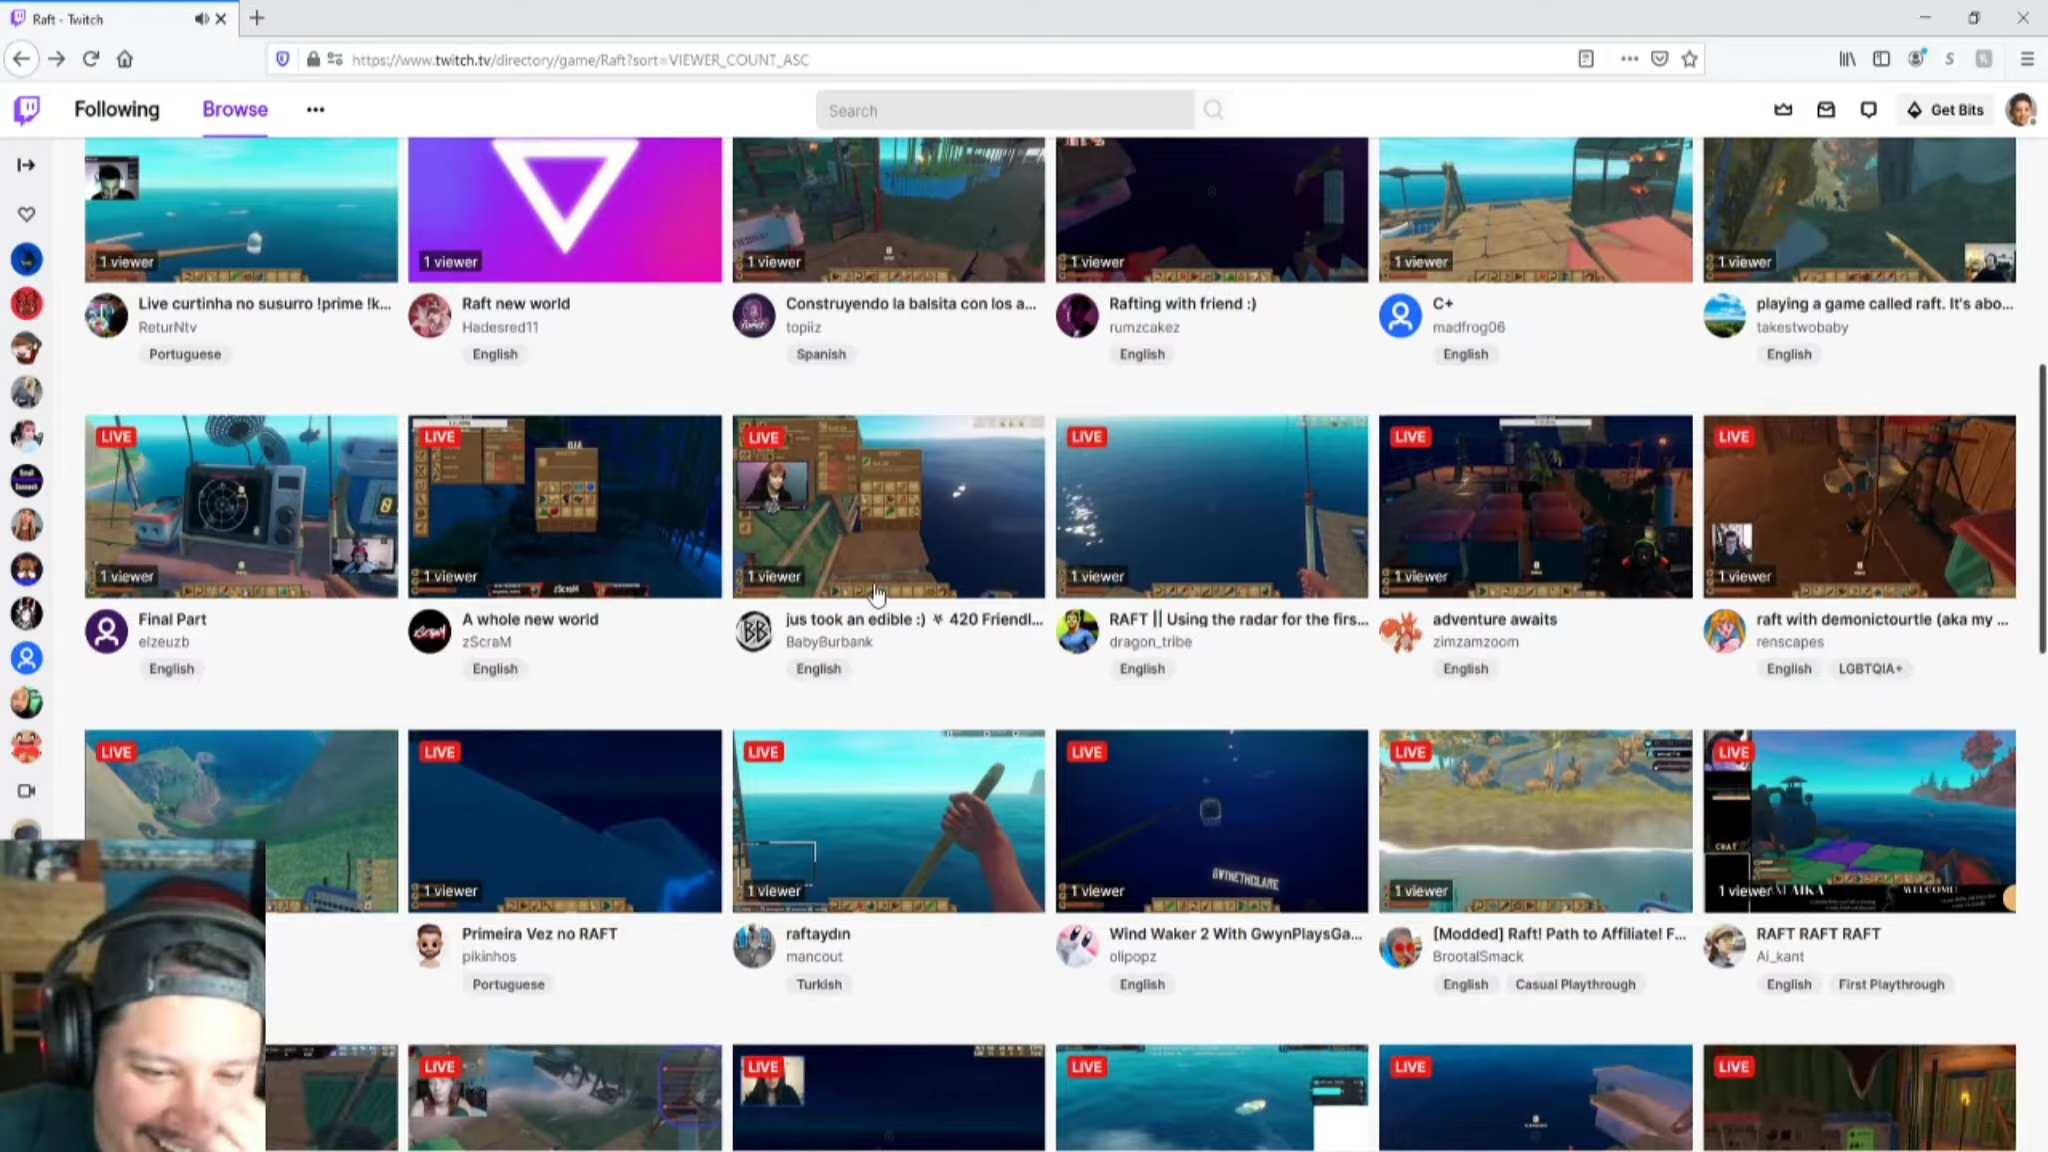 Raft - Twitch
https://www.twitch.tv/directory/game/Raft?sort=VIEWER_COUNT_ASC
Following
Browse
Search
Get Bits
1 viewer
1 viewer
1 viewer
1 viewer
1 viewer
1 viewer
Live curtinha no susurro !prime !k...
Raft new world
Construyendo la balsita con los a...
Rafting with friend :)
C+
playing a game called raft. It's abo...
ReturNtv
Hadesred11
topiiz
rumzcakez
madfrog06
takestwobaby
Portuguese
English
Spanish
English
English
English
LIVE
LIVE
LIVE
LIVE
LIVE
LIVE
1 viewer
1 viewer
zScraM
1 viewer
1 viewer
1 viewer
1 viewer
Final Part
A whole new world
jus took an edible :) 420 Friendl...
RAFT || Using the radar for the firs...
adventure awaits
raft with demonictourtle (aka my ...
elzeuzb
zScraM
BabyBurbank
dragon_tribe
zimzamzoom
renscapes
English
English
English
English
English
English
LGBTQIA+
LIVE
LIVE
LIVE
LIVE
LIVE
LIVE
CHAT
GWYNETHCLAIRE
1 viewer
1 viewer
1 viewer
1 viewer
1 viewer
AIKA
WELCOME!
Primeira Vez no RAFT
raftaydın
Wind Waker 2 With GwynPlaysGa...
[Modded] Raft! Path to Affiliate! F...
RAFT RAFT RAFT
pikinhos
mancout
olipopz
BrootalSmack
Ai_kant
Portuguese
Turkish
English
English
Casual Playthrough
English
First Playthrough
LIVE
LIVE
LIVE
LIVE
LIVE